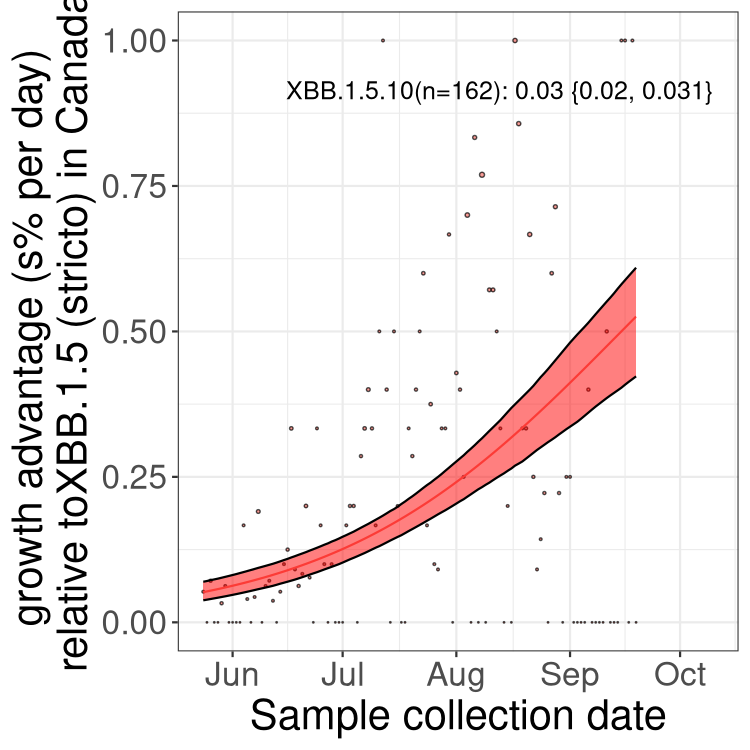 growth advantage (s% per day)
relative toXBB.1.5 (stricto) in Canada
1.00
0.75
0.50
0.25
0.00
XBB.1.5.10(n=162): 0.03 {0.02, 0.031}
Jun Jul Aug Sep Oct
Sample collection date